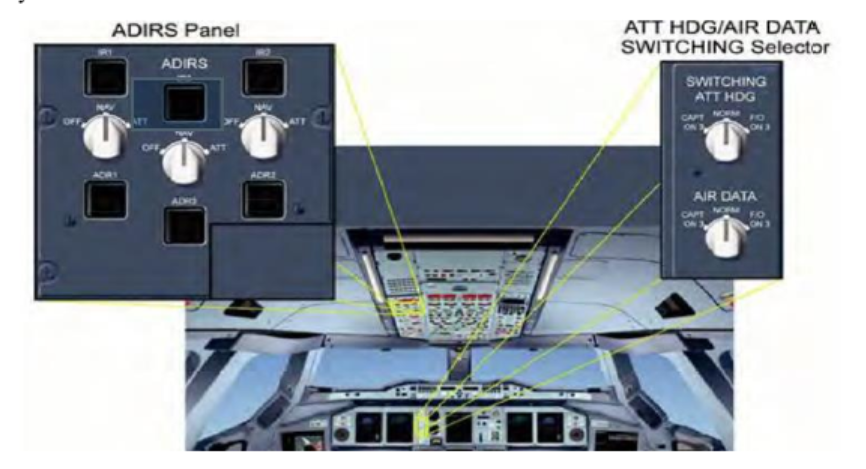 ADIRS Panel
ATT HDG/AIR DATA
SWITCHING Selector
IR1
ADIRS
IR2
NAV
OFF
ATT
NAV
OFF
ATT
NAV
ATT
ADR1
ADR2
ADR3
SWITCHING
ATT HDG
CAPT
ON 3
NORM
F/O
ON 3
AIR DATA
CAPT
ON 3
NORM
F/O
ON 3